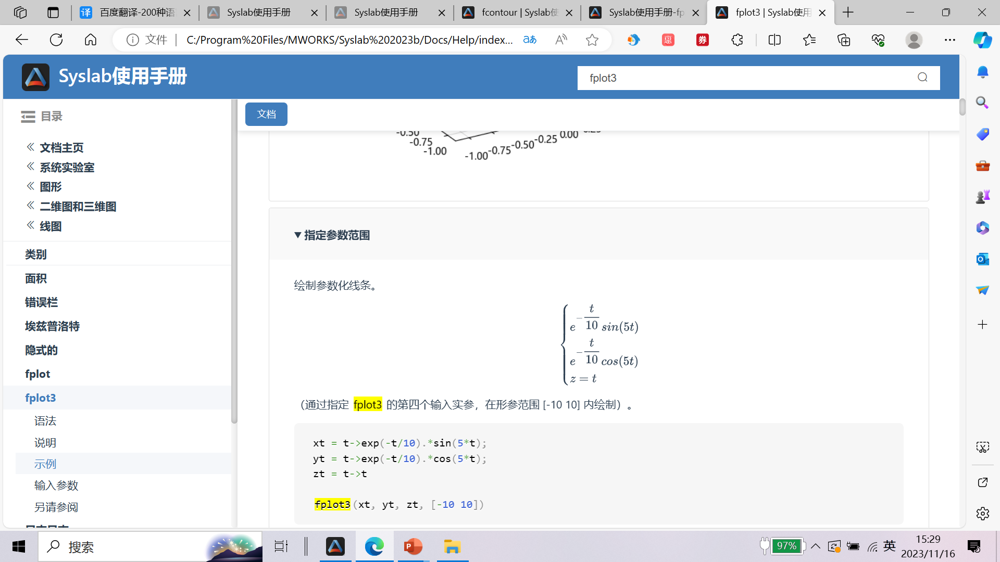 译 百度翻译-200种语
Syslab使用手册
Syslab使用手册
fcontour | Syslab使
Syslab使用手册-fp
fplot3 | Syslab使用
文件
C:/Program%20Files/MWORKS/Syslab%202023b/Docs/Help/index...
aあ
A
惠
券
Syslab使用手册
fplot3
目录
文档
文档主页
系统实验室
图形
二维图和三维图
线图
类别
面积
错误栏
埃兹普洛特
隐式的
fplot
fplot3
语法
说明
示例
输入参数
另请参阅
-0.50
-0.75
-1.00
-1.00 -0.75 -0.50 -0.25 0.00
指定参数范围
绘制参数化线条。
e^{-t/10} sin(5t)
e^{-t/10} cos(5t)
z = t
（通过指定 fplot3 的第四个输入实参，在形参范围 [-10 10] 内绘制）。
xt = t->exp(-t/10).*sin(5*t);
yt = t->exp(-t/10).*cos(5*t);
zt = t->t
fplot3(xt, yt, zt, [-10 10])
搜索
97%
英
15:29
2023/11/16